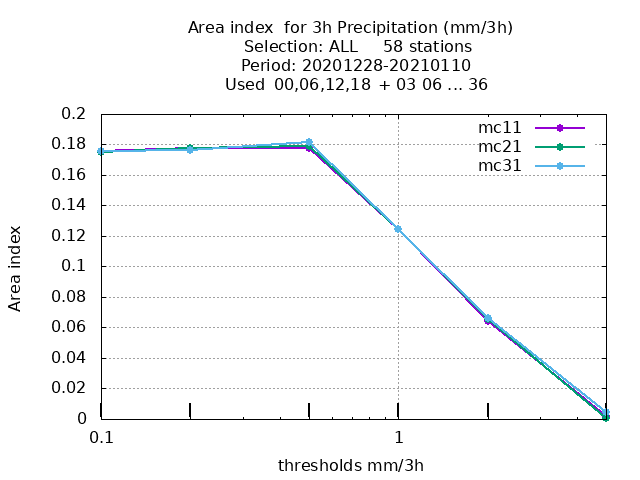 Area index  for 3h Precipitation (mm/3h)
Selection: ALL     58 stations
Period: 20201228-20210110
Used  00,06,12,18  + 03 06 ... 36
0.2
0.18
0.16
0.14
0.12
0.1
0.08
0.06
0.04
0.02
0
Area index
mc11
mc21
mc31
0.1
1
thresholds mm/3h